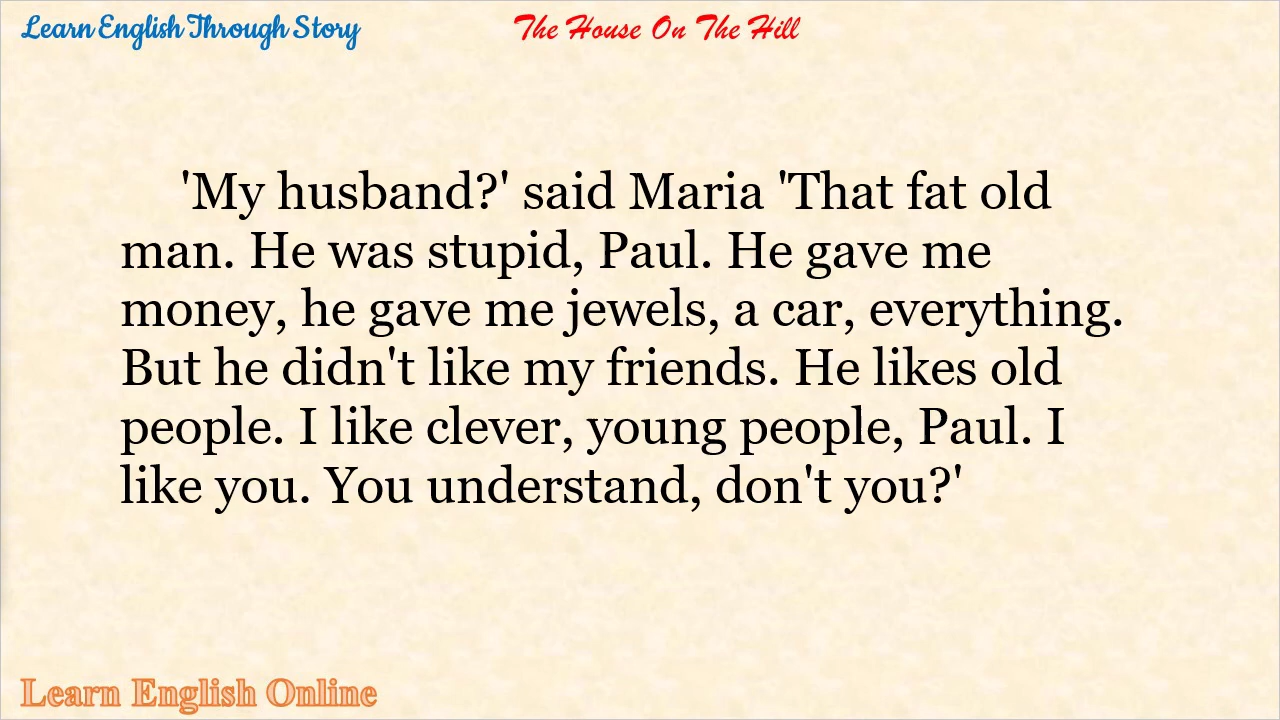 Learn English Through Story
The House On The Hill
'My husband?' said Maria 'That fat old
man. He was stupid, Paul. He gave me
money, he gave me jewels, a car, everything.
But he didn't like my friends. He likes old
people. I like clever, young people, Paul. I
like you. You understand, don't you?'
Learn English Online